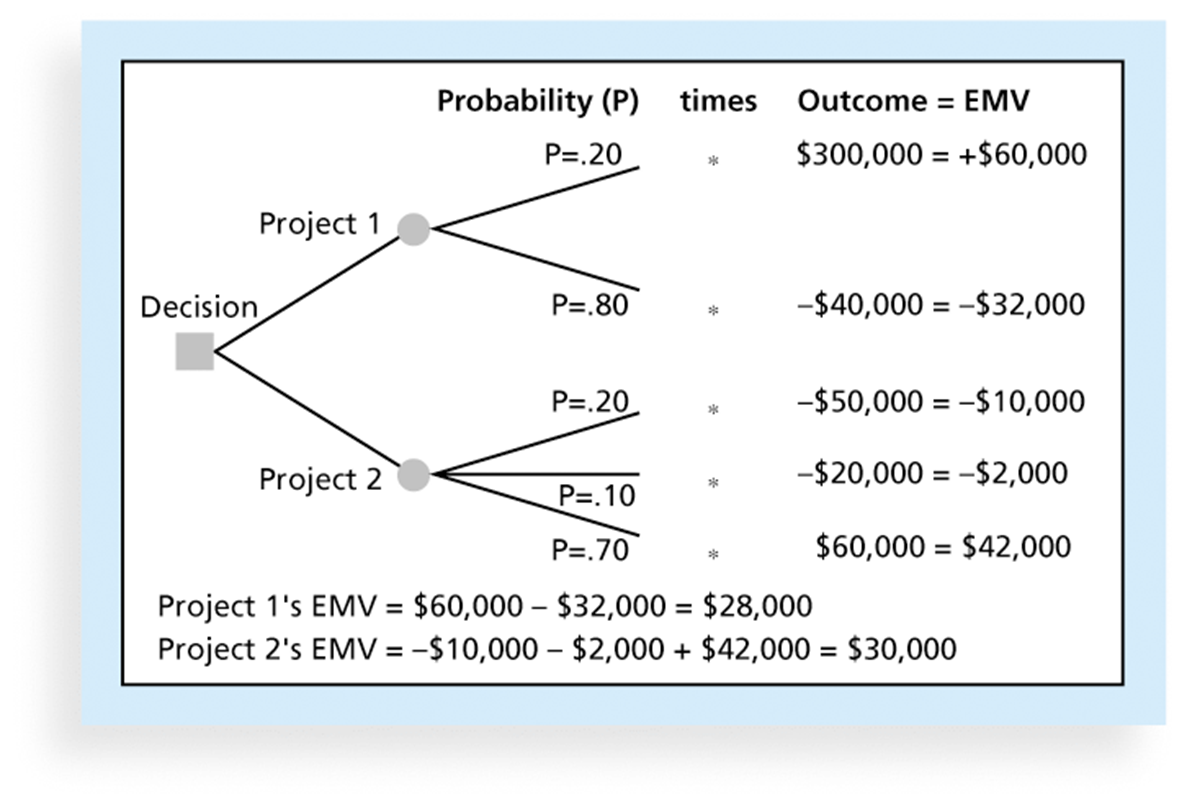 Probability (P) times Outcome = EMV
P=.20 * $300,000 = +$60,000
Project 1
P=.80 * –$40,000 = –$32,000
Decision
P=.20 * –$50,000 = –$10,000
Project 2
P=.10 * –$20,000 = –$2,000
P=.70 * $60,000 = $42,000
Project 1's EMV = $60,000 – $32,000 = $28,000
Project 2's EMV = –$10,000 – $2,000 + $42,000 = $30,000